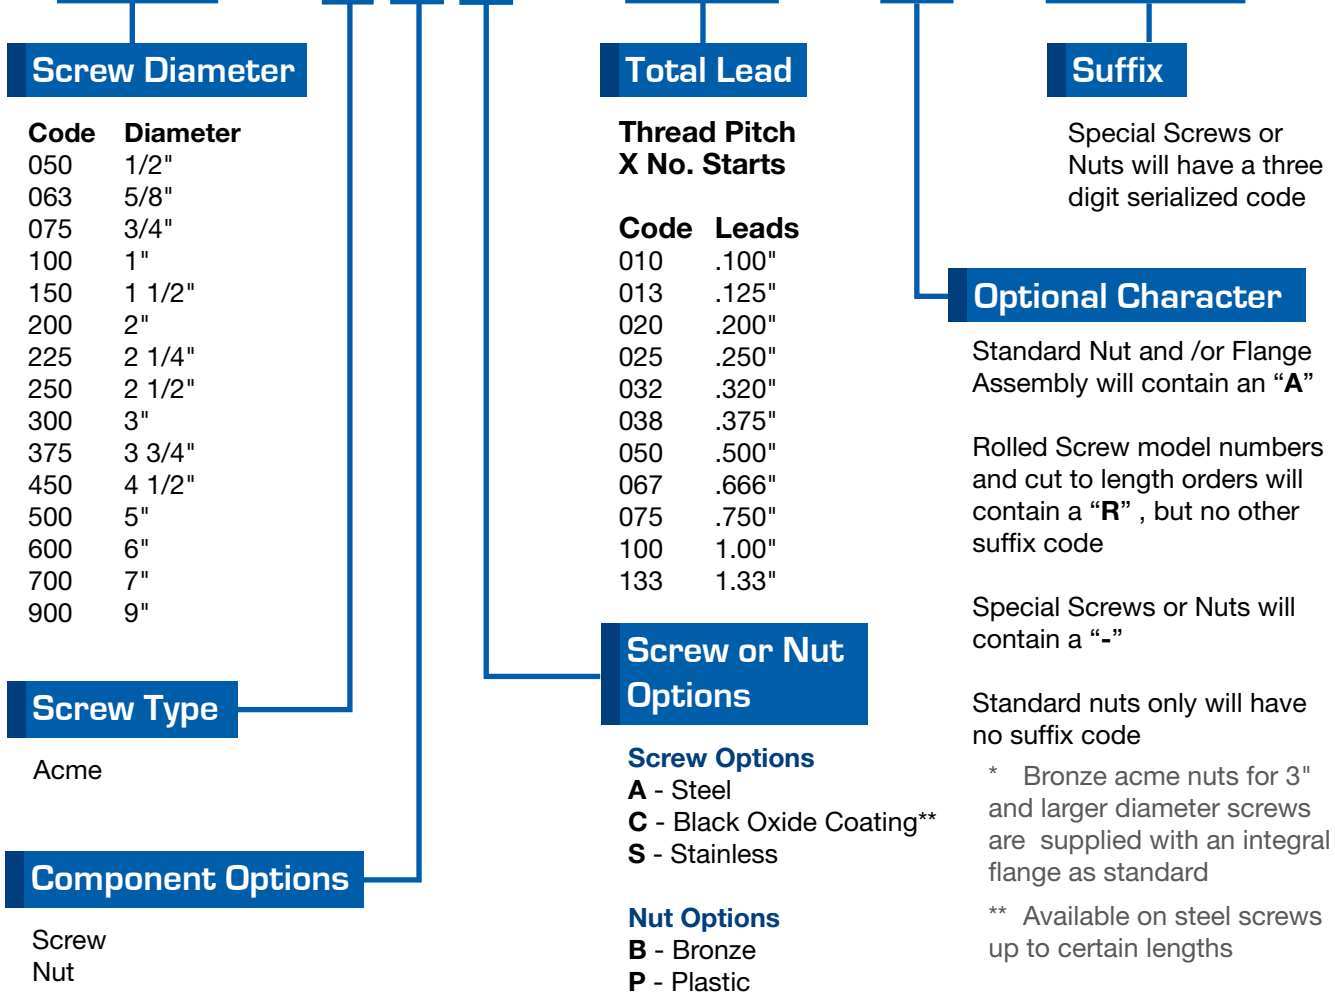 Screw Diameter
Code Diameter
050 1/2"
063 5/8"
075 3/4"
100 1"
150 1 1/2"
200 2"
225 2 1/4"
250 2 1/2"
300 3"
375 3 3/4"
450 4 1/2"
500 5"
600 6"
700 7"
900 9"
Screw Type
Acme
Component Options
Screw
Nut
Total Lead
Thread Pitch
X No. Starts
Code Leads
010 .100"
013 .125"
020 .200"
025 .250"
032 .320"
038 .375"
050 .500"
067 .666"
075 .750"
100 1.00"
133 1.33"
Screw or Nut
Options
Screw Options
A - Steel
C - Black Oxide Coating**
S - Stainless
Nut Options
B - Bronze
P - Plastic
Suffix
Special Screws or
Nuts will have a three
digit serialized code
Optional Character
Standard Nut and /or Flange
Assembly will contain an “A”
Rolled Screw model numbers
and cut to length orders will
contain a “R” , but no other
suffix code
Special Screws or Nuts will
contain a “-”
Standard nuts only will have
no suffix code
* Bronze acme nuts for 3"
and larger diameter screws
are supplied with an integral
flange as standard
** Available on steel screws
up to certain lengths